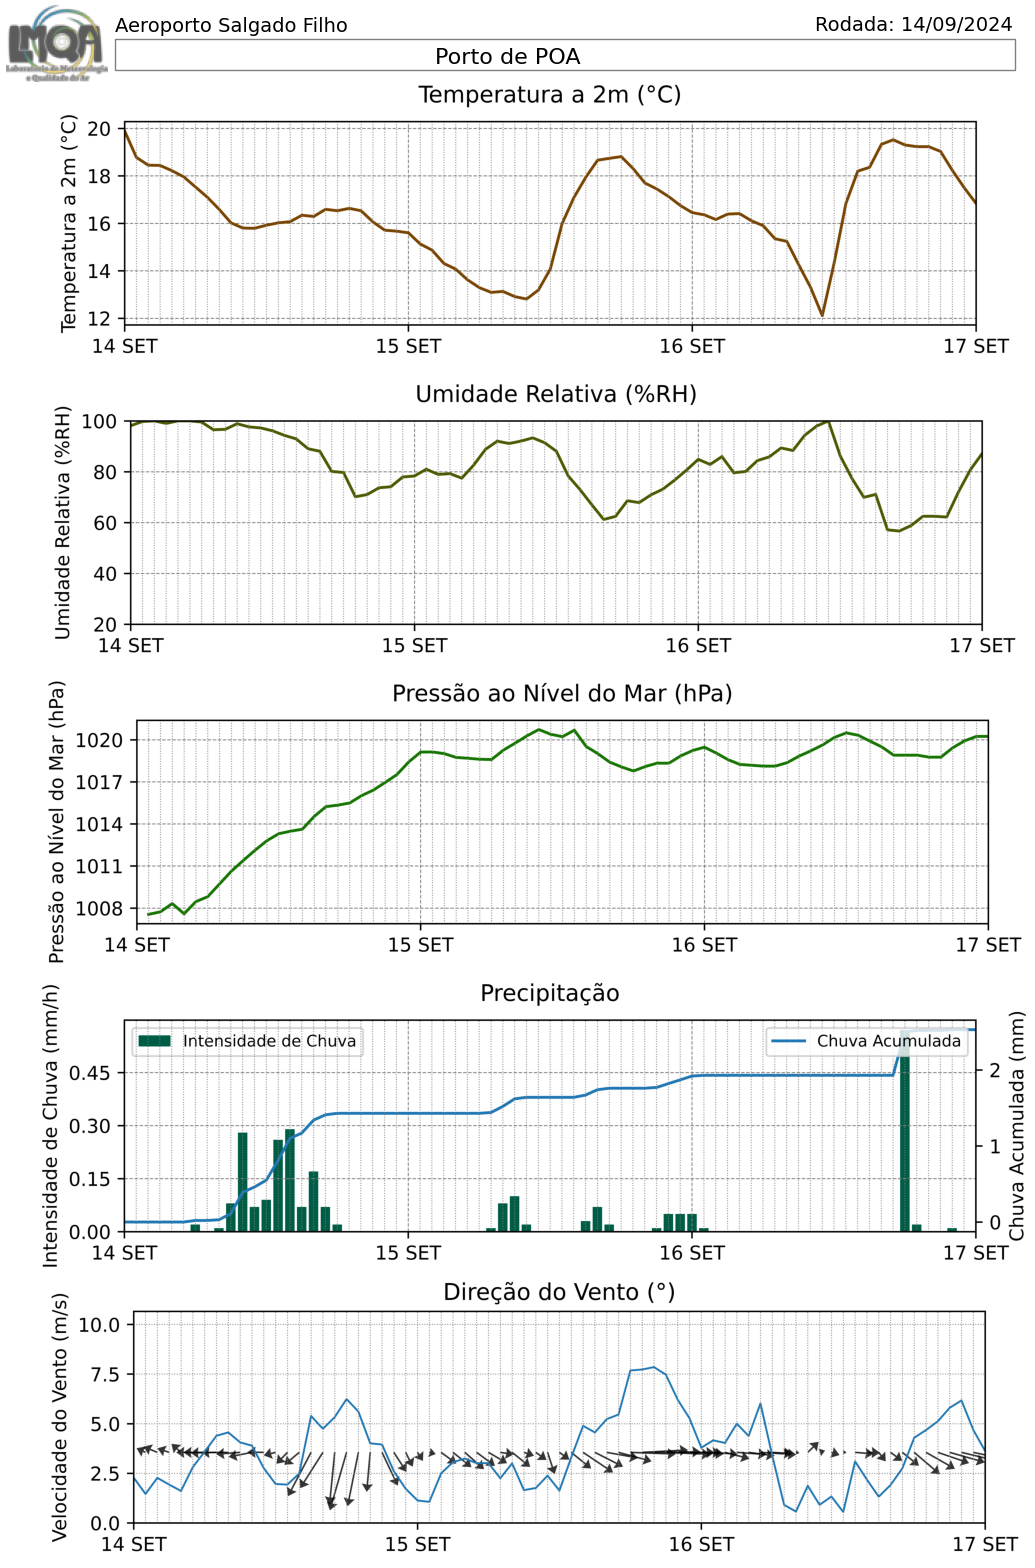 LMQA
Laboratório de Meteorologia
e Qualidade do Ar
Aeroporto Salgado Filho
Rodada: 14/09/2024
Porto de POA
Temperatura a 2m (°C)
Temperatura a 2m (°C)
20
18
16
14
12
14 SET
15 SET
16 SET
17 SET
Umidade Relativa (%RH)
Umidade Relativa (%RH)
100
80
60
40
20
14 SET
15 SET
16 SET
17 SET
Pressão ao Nível do Mar (hPa)
Pressão ao Nível do Mar (hPa)
1020
1017
1014
1011
1008
14 SET
15 SET
16 SET
17 SET
Precipitação
Intensidade de Chuva (mm/h)
Intensidade de Chuva
Chuva Acumulada
0.45
0.30
0.15
0.00
2
1
0
Chuva Acumulada (mm)
14 SET
15 SET
16 SET
17 SET
Direção do Vento (°)
Velocidade do Vento (m/s)
10.0
7.5
5.0
2.5
0.0
14 SET
15 SET
16 SET
17 SET